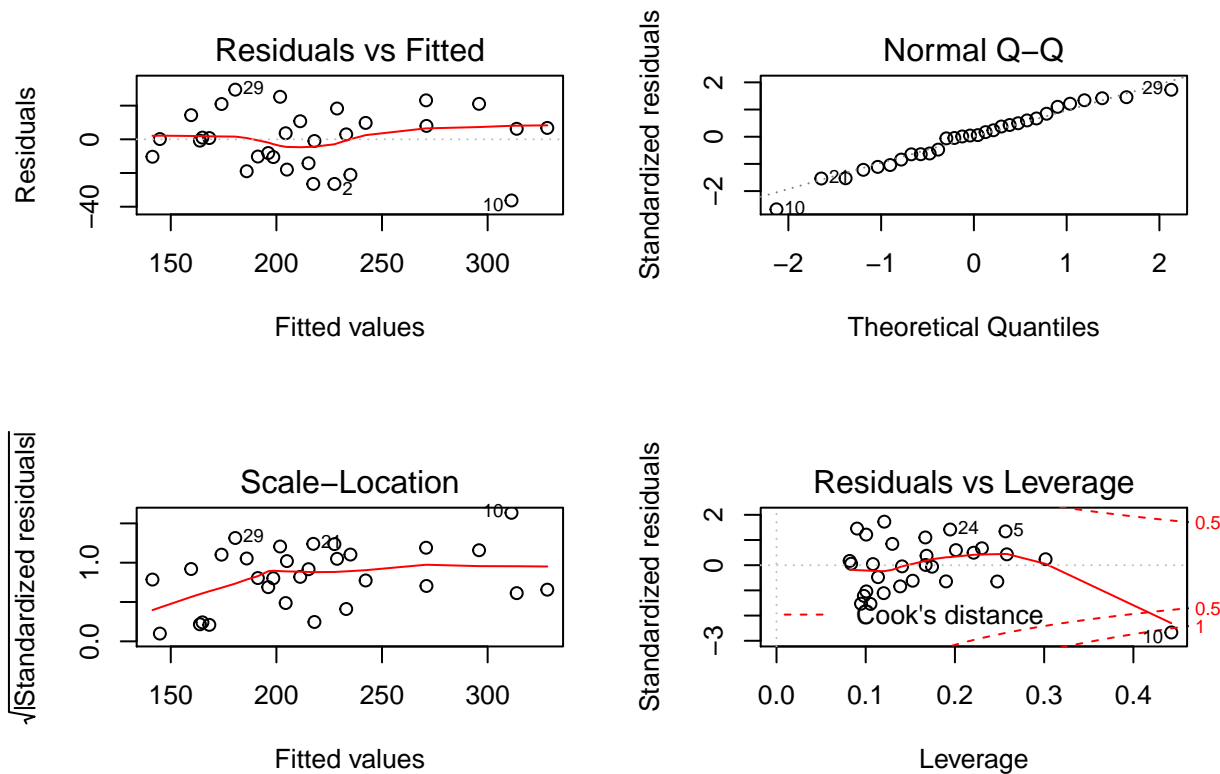 Residuals vs Fitted
Residuals
0
−40
29
2
10
150 200 250 300
Fitted values
Normal Q−Q
Standardized residuals
2
0
−2
29
21
10
−2 −1 0 1 2
Theoretical Quantiles
Scale−Location
√|Standardized residuals|
1.0
0.0
29
21
10
150 200 250 300
Fitted values
Residuals vs Leverage
Standardized residuals
2
0
−3
24
5
10
Cook's distance
0.5
0.5
1
0.0 0.1 0.2 0.3 0.4
Leverage